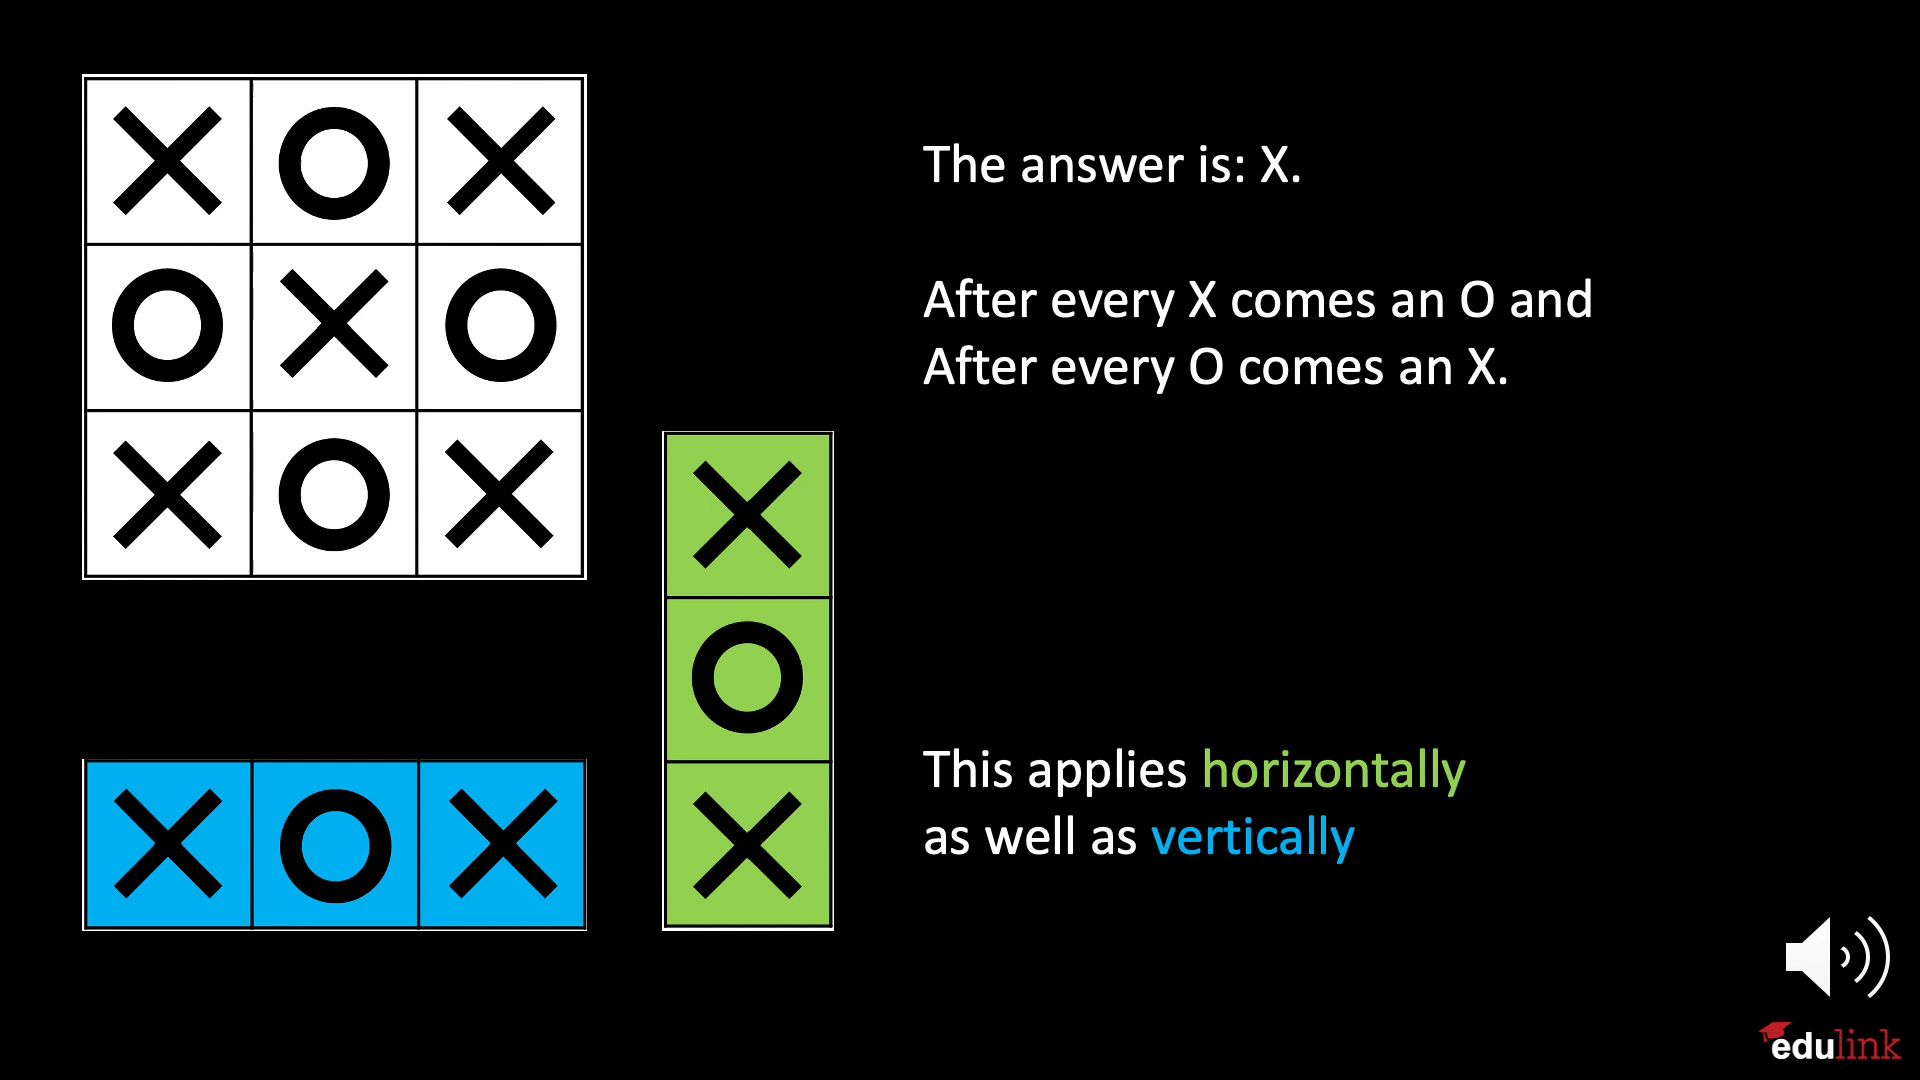 X O X
O X O
X O X
X
O
X
X O X
The answer is: X.
After every X comes an O and
After every O comes an X.
This applies horizontally
as well as vertically
edulink